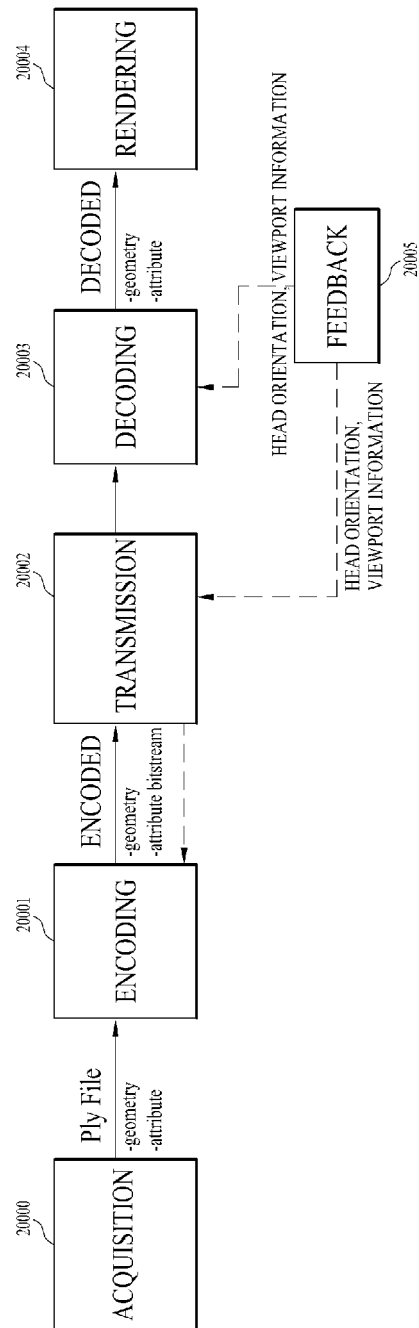 20000
ACQUISITION
Ply File
-geometry
-attribute
20001
ENCODING
ENCODED
-geometry
-attribute bitstream
20002
TRANSMISSION
20003
DECODING
DECODED
-geometry
-attribute
20004
RENDERING
HEAD ORIENTATION, VIEWPORT INFORMATION
FEEDBACK
20005
HEAD ORIENTATION,
VIEWPORT INFORMATION